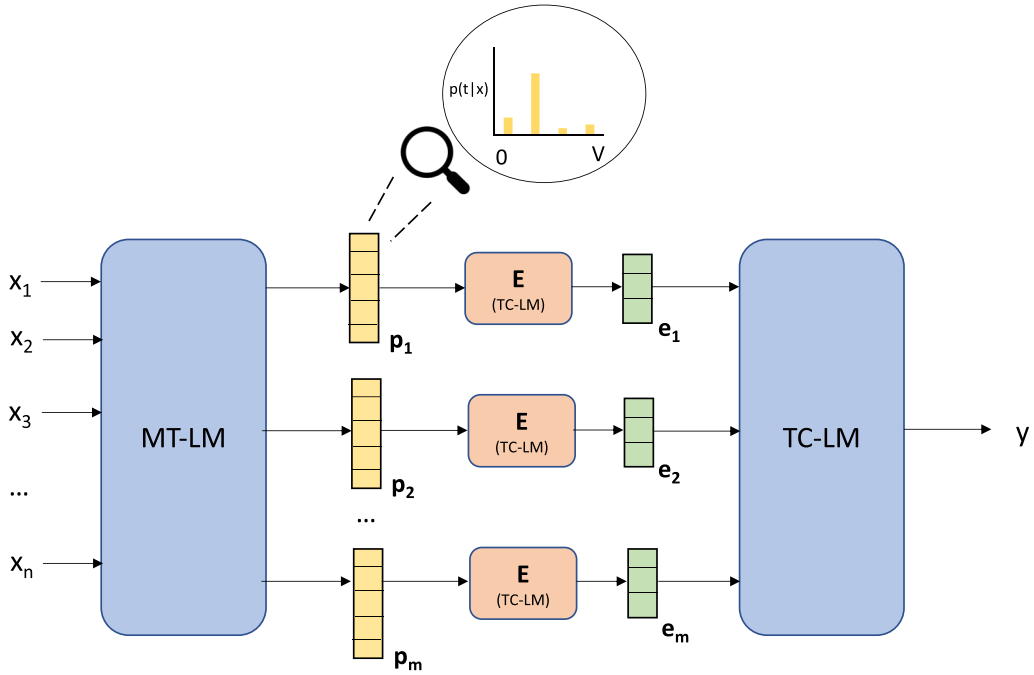 p(t|x)
0
V
x1
x2
x3
...
xn
MT-LM
p1
p2
...
pm
E
(TC-LM)
E
(TC-LM)
E
(TC-LM)
e1
e2
em
TC-LM
y